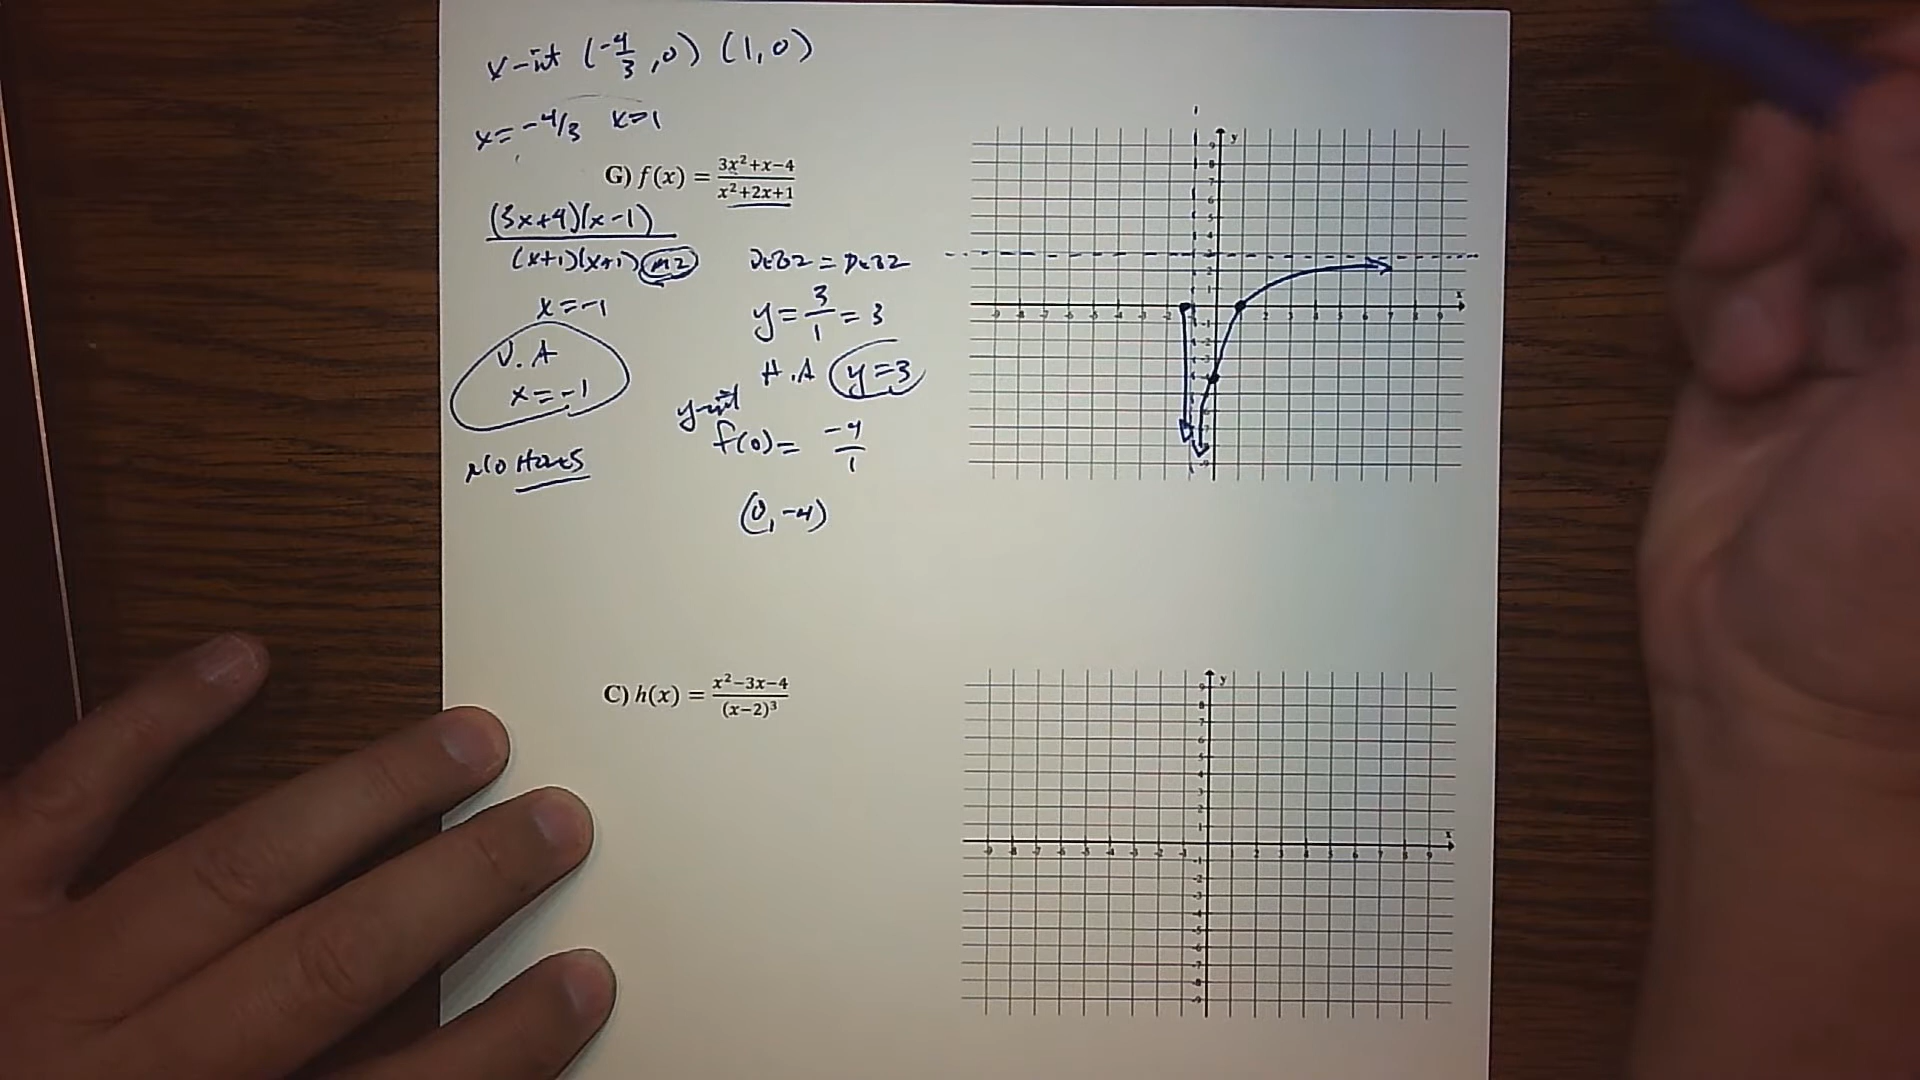 x-int (-4/3, 0) (1, 0)
x = -4/3 x=1
G) f(x) = 3x²+x-4 / x²+2x+1
(3x+4)(x-1) / (x+1)(x+1) m2
x = -1
V.A
x = -1
NO HOLES
y = 3/1 = 3
H.A y=3
y-int
f(0) = -4/1
(0, -4)
C) h(x) = x²-3x-4 / (x-2)³